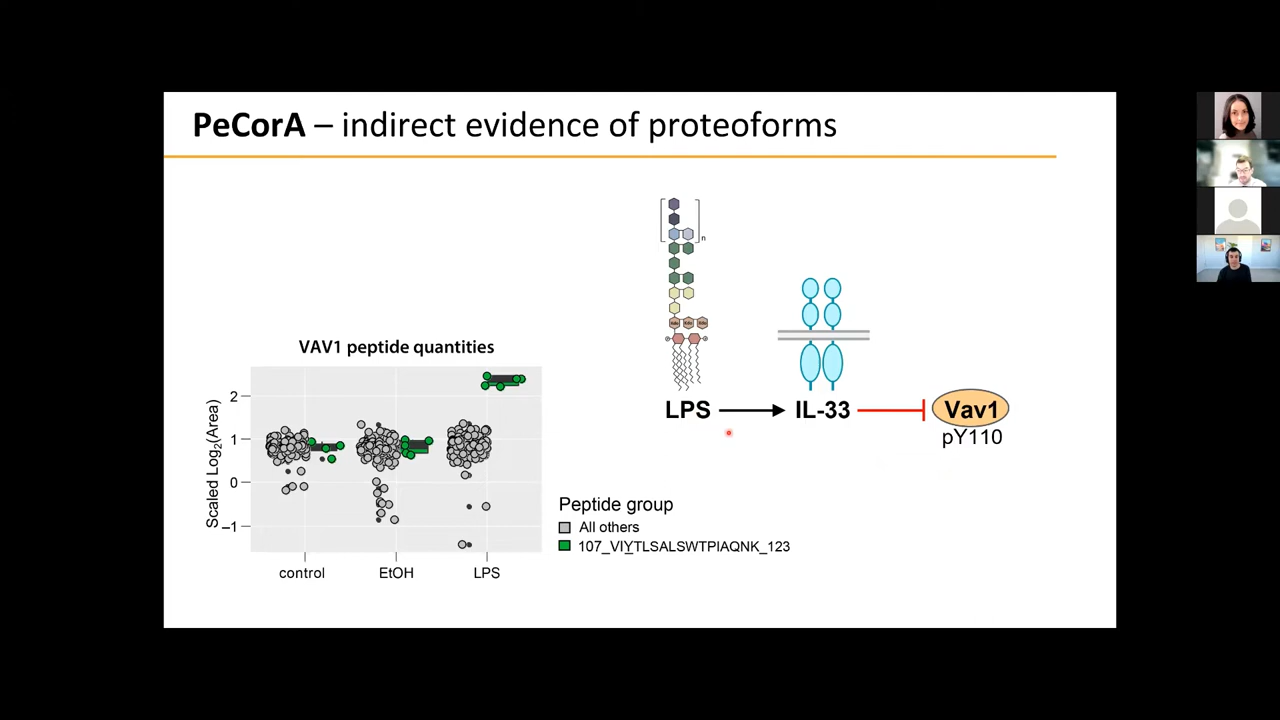 PeCorA – indirect evidence of proteoforms
n
VAV1 peptide quantities
Scaled Log2(Area)
2
1
0
–1
control
EtOH
LPS
LPS
IL-33
Vav1
pY110
Peptide group
All others
107_VIYTLSALSWTPIAQNK_123